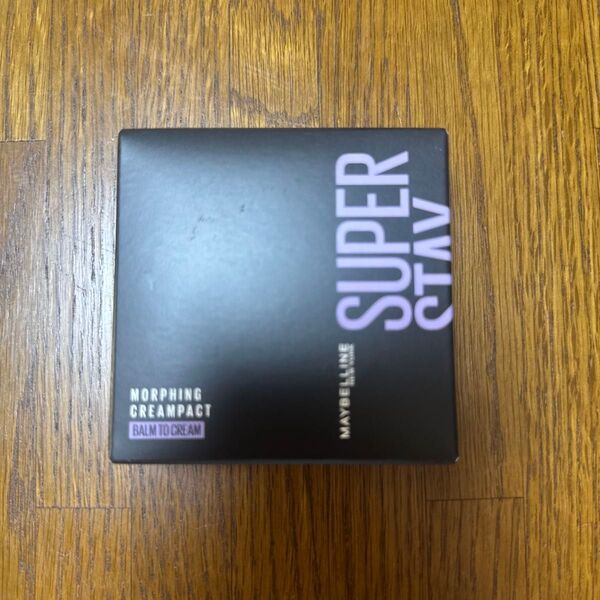 SUPER
STAY
MAYBELLINE
NEW YORK
MORPHING
CREAMPACT
BALM TO CREAM